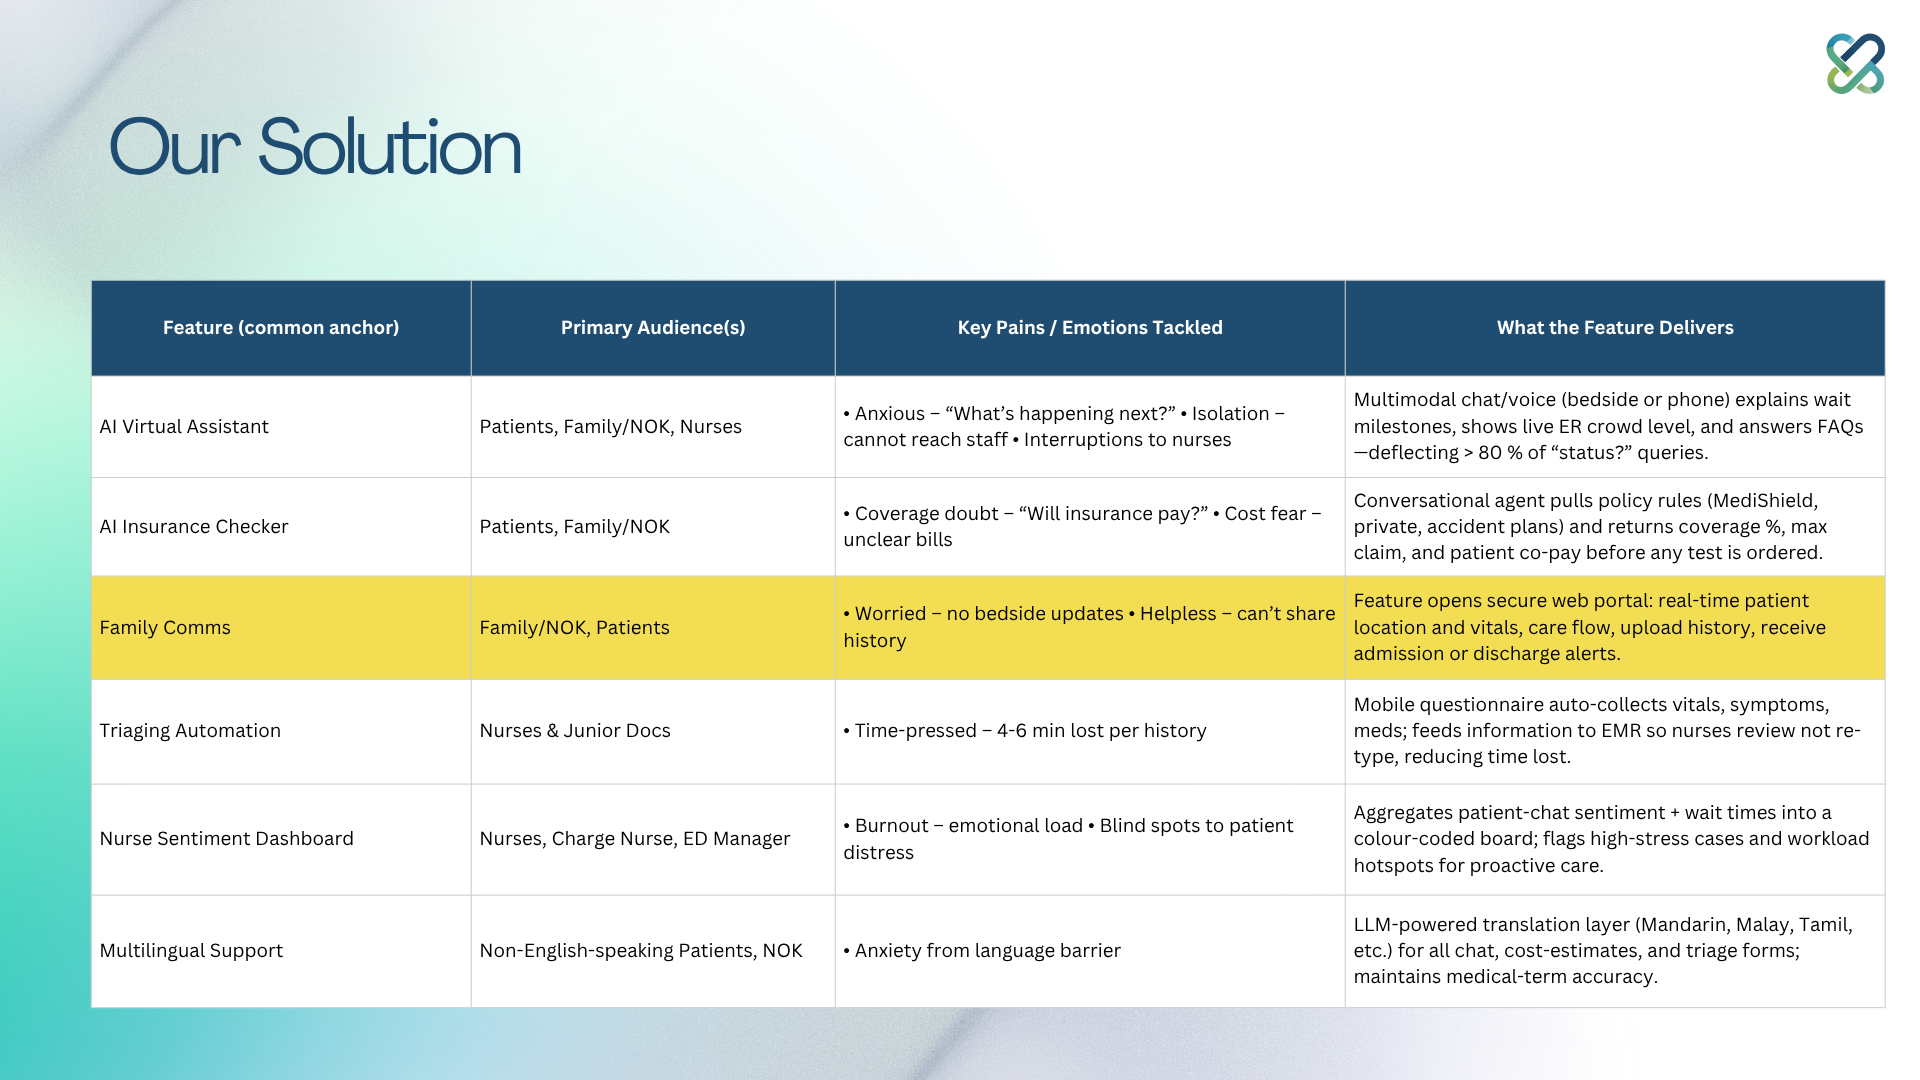 Our Solution
Feature (common anchor)
Primary Audience(s)
Key Pains / Emotions Tackled
What the Feature Delivers
AI Virtual Assistant
Patients, Family/NOK, Nurses
• Anxious – “What’s happening next?” • Isolation –
cannot reach staff • Interruptions to nurses
Multimodal chat/voice (bedside or phone) explains wait
milestones, shows live ER crowd level, and answers FAQs
—deflecting > 80 % of “status?” queries.
AI Insurance Checker
Patients, Family/NOK
• Coverage doubt – “Will insurance pay?” • Cost fear –
unclear bills
Conversational agent pulls policy rules (MediShield,
private, accident plans) and returns coverage %, max
claim, and patient co-pay before any test is ordered.
Family Comms
Family/NOK, Patients
• Worried – no bedside updates • Helpless – can’t share
history
Feature opens secure web portal: real-time patient
location and vitals, care flow, upload history, receive
admission or discharge alerts.
Triaging Automation
Nurses & Junior Docs
• Time-pressed – 4-6 min lost per history
Mobile questionnaire auto-collects vitals, symptoms,
meds; feeds information to EMR so nurses review not re-
type, reducing time lost.
Nurse Sentiment Dashboard
Nurses, Charge Nurse, ED Manager
• Burnout – emotional load • Blind spots to patient
distress
Aggregates patient-chat sentiment + wait times into a
colour-coded board; flags high-stress cases and workload
hotspots for proactive care.
Multilingual Support
Non-English-speaking Patients, NOK
• Anxiety from language barrier
LLM-powered translation layer (Mandarin, Malay, Tamil,
etc.) for all chat, cost-estimates, and triage forms;
maintains medical-term accuracy.